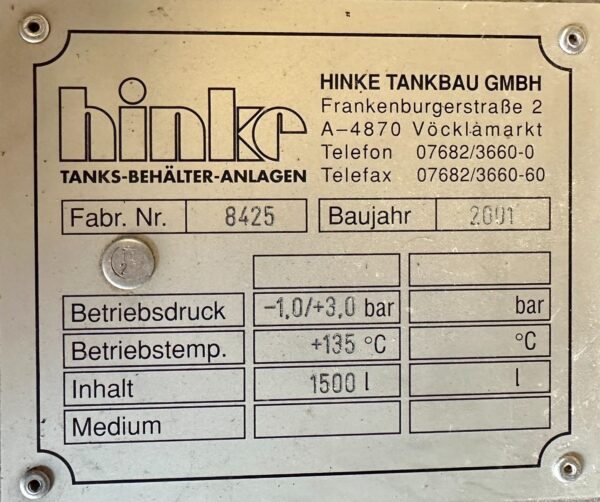 hinke
TANKS-BEHÄLTER-ANLAGEN
HINKE TANKBAU GMBH
Frankenburgerstraße 2
A-4870 Vöcklamarkt
Telefon 07682/3660-0
Telefax 07682/3660-60
Fabr. Nr. 8425 Baujahr 2001
Betriebsdruck -1,0/+3,0 bar bar
Betriebstemp. +135 °C °C
Inhalt 1500 l l
Medium